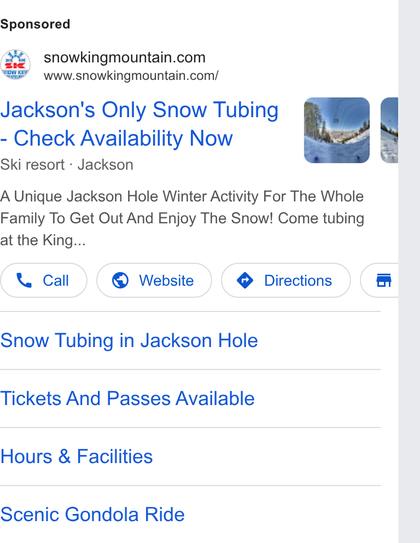 Sponsored
snowkingmountain.com
www.snowkingmountain.com/
Jackson's Only Snow Tubing
- Check Availability Now
Ski resort · Jackson
A Unique Jackson Hole Winter Activity For The Whole
Family To Get Out And Enjoy The Snow! Come tubing
at the King...
Call
Website
Directions
Snow Tubing in Jackson Hole
Tickets And Passes Available
Hours & Facilities
Scenic Gondola Ride